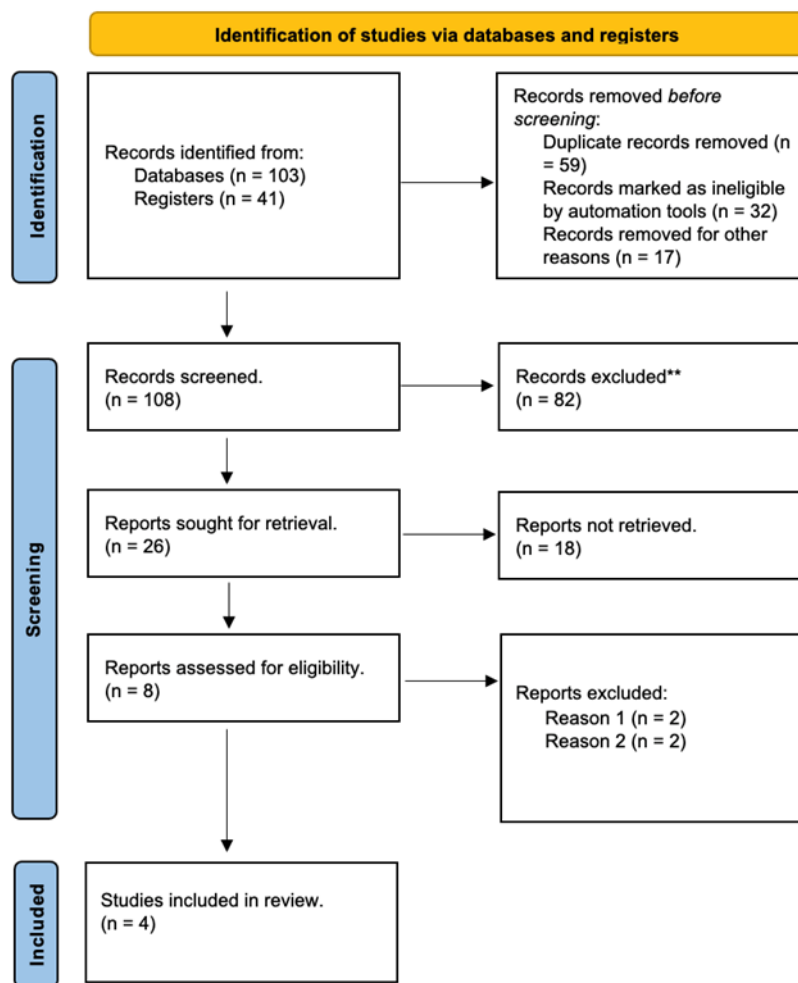 Identification of studies via databases and registers
Identification
Records identified from:
Databases (n = 103)
Registers (n = 41)
Records removed before
screening:
Duplicate records removed (n
= 59)
Records marked as ineligible
by automation tools (n = 32)
Records removed for other
reasons (n = 17)
Screening
Records screened.
(n = 108)
Records excluded**
(n = 82)
Reports sought for retrieval.
(n = 26)
Reports not retrieved.
(n = 18)
Reports assessed for eligibility.
(n = 8)
Reports excluded:
Reason 1 (n = 2)
Reason 2 (n = 2)
Included
Studies included in review.
(n = 4)